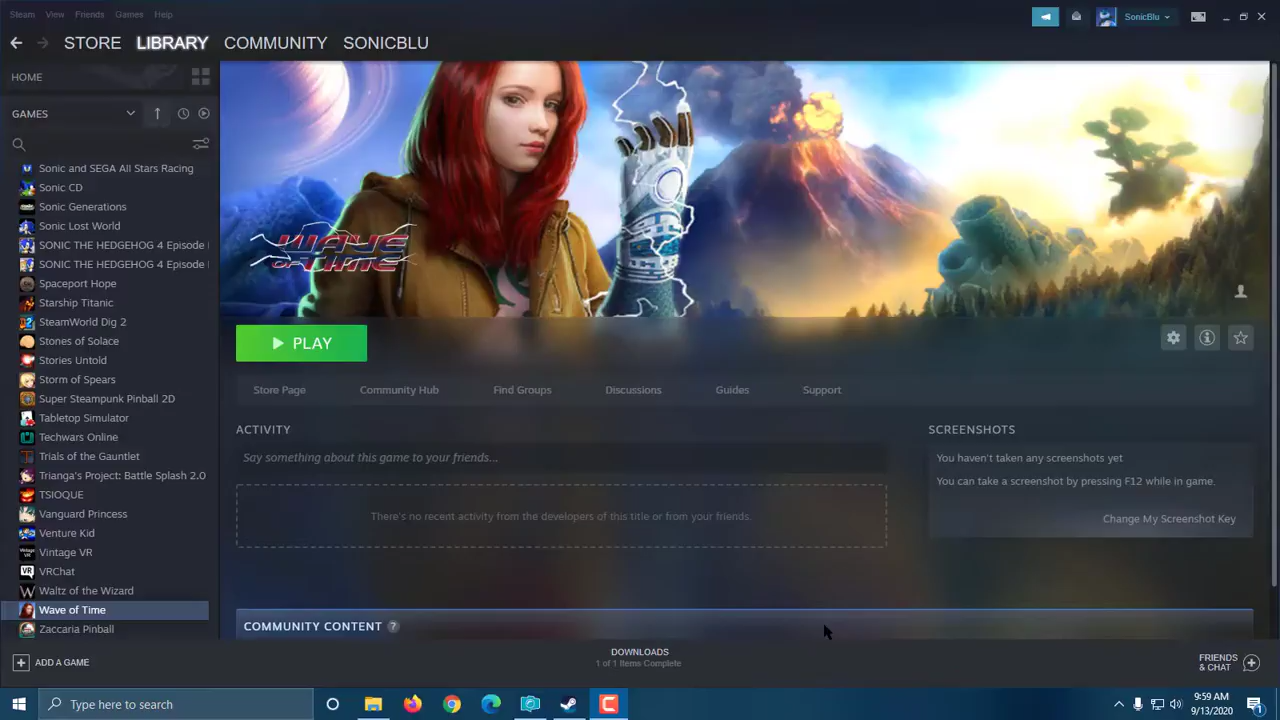 Steam View Friends Games Help
SonicBlu
STORE LIBRARY COMMUNITY SONICBLU
HOME
GAMES
Sonic and SEGA All Stars Racing
Sonic CD
Sonic Generations
Sonic Lost World
SONIC THE HEDGEHOG 4 Episode I
SONIC THE HEDGEHOG 4 Episode I
Spaceport Hope
Starship Titanic
SteamWorld Dig 2
Stones of Solace
Stories Untold
Storm of Spears
Super Steampunk Pinball 2D
Tabletop Simulator
Techwars Online
Trials of the Gauntlet
Trianga's Project: Battle Splash 2.0
TSIOQUE
Vanguard Princess
Venture Kid
Vintage VR
VRChat
Waltz of the Wizard
Wave of Time
Zaccaria Pinball
WAVE
OF TIME
PLAY
Store Page Community Hub Find Groups Discussions Guides Support
ACTIVITY
Say something about this game to your friends...
There's no recent activity from the developers of this title or from your friends.
SCREENSHOTS
You haven't taken any screenshots yet
You can take a screenshot by pressing F12 while in game.
Change My Screenshot Key
COMMUNITY CONTENT ?
ADD A GAME
DOWNLOADS
1 of 1 Items Complete
FRIENDS
& CHAT
Type here to search
9:59 AM
9/13/2020